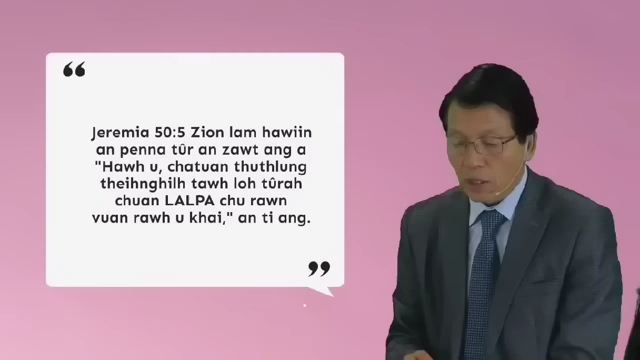 ❝
Jeremia 50:5 Zion lam hawiin
an penna tûr an zawt ang a
"Hawh u, chatuan thuthlung
theihnghilh tawh loh tûrah
chuan LALPA chu rawn
vuan rawh u khai," an ti ang.
❞